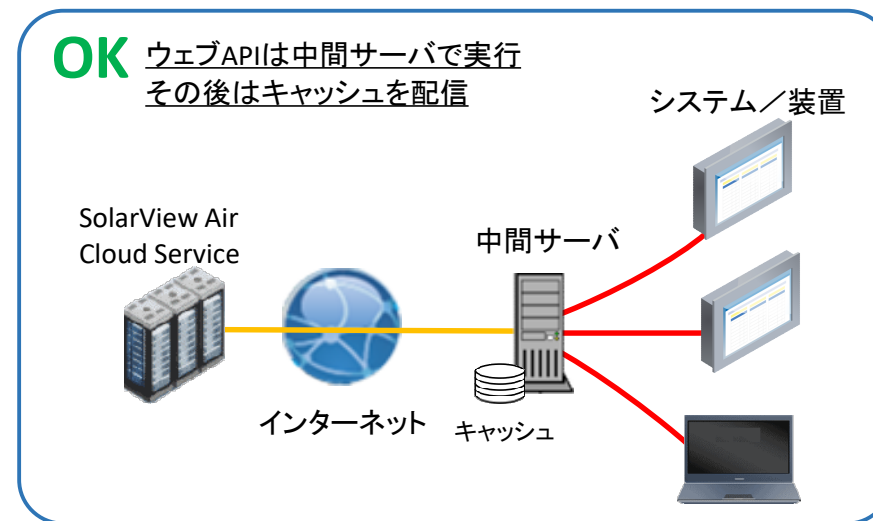 OK
ウェブAPIは中間サーバで実行
その後はキャッシュを配信
システム／装置
SolarView Air
Cloud Service
中間サーバ
インターネット
キャッシュ